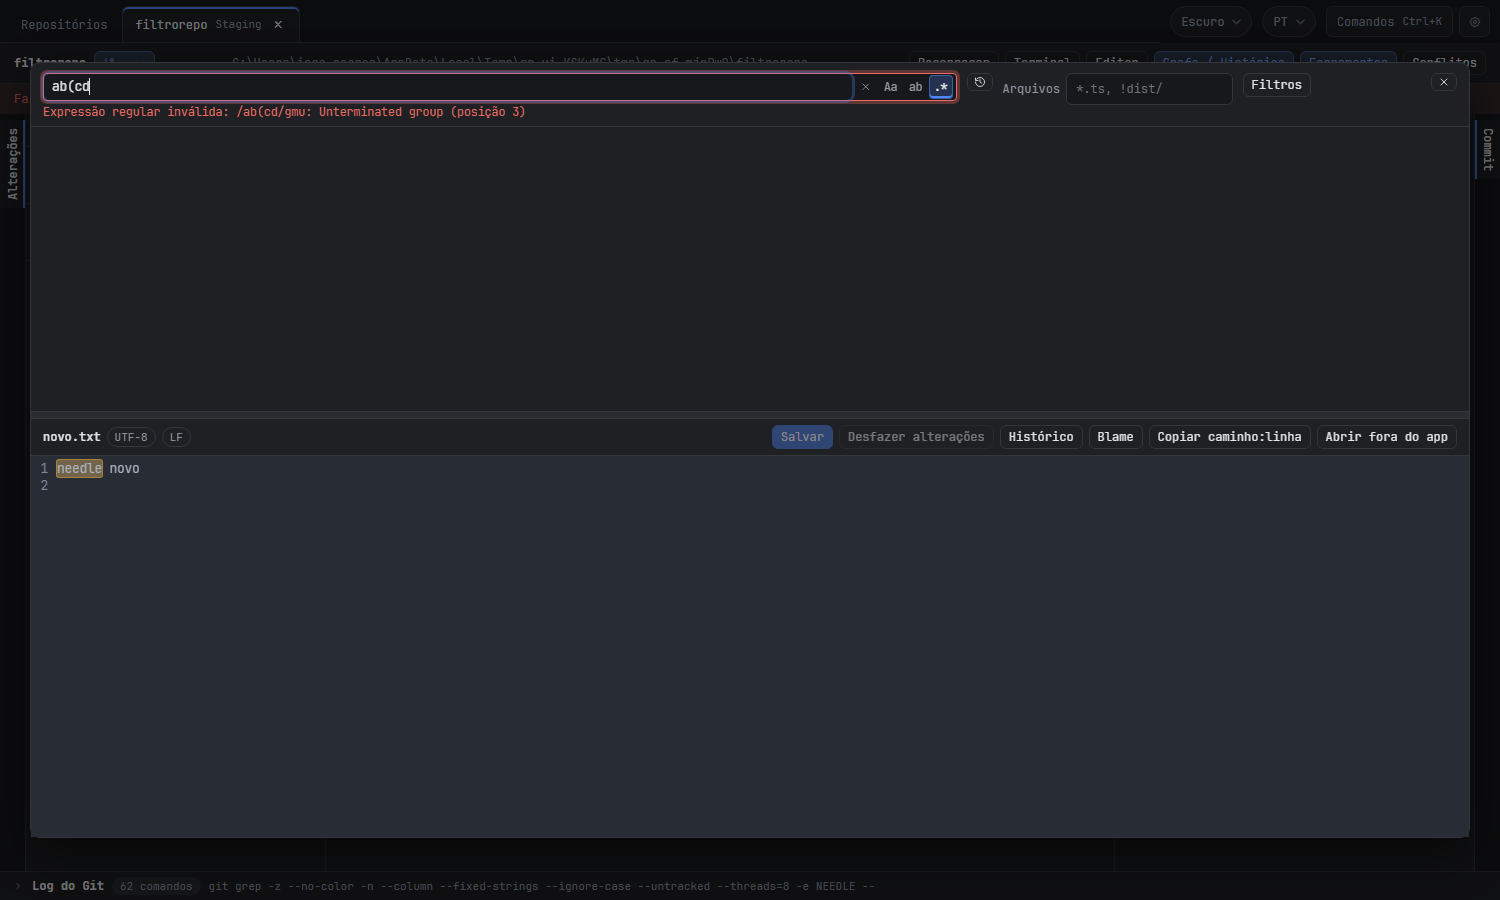 Repositórios filtrorepo Staging × Escuro PT Comandos Ctrl+K
Fa
ab(cd × Aa ab .* Arquivos *.ts, !dist/ Filtros ×
Expressão regular inválida: /ab(cd/gmu: Unterminated group (posição 3)
Alterações
Commit
novo.txt UTF-8 LF Salvar Desfazer alterações Histórico Blame Copiar caminho:linha Abrir fora do app
1 needle novo
2
› Log do Git 62 comandos git grep -z --no-color -n --column --fixed-strings --ignore-case --untracked --threads=8 -e NEEDLE --